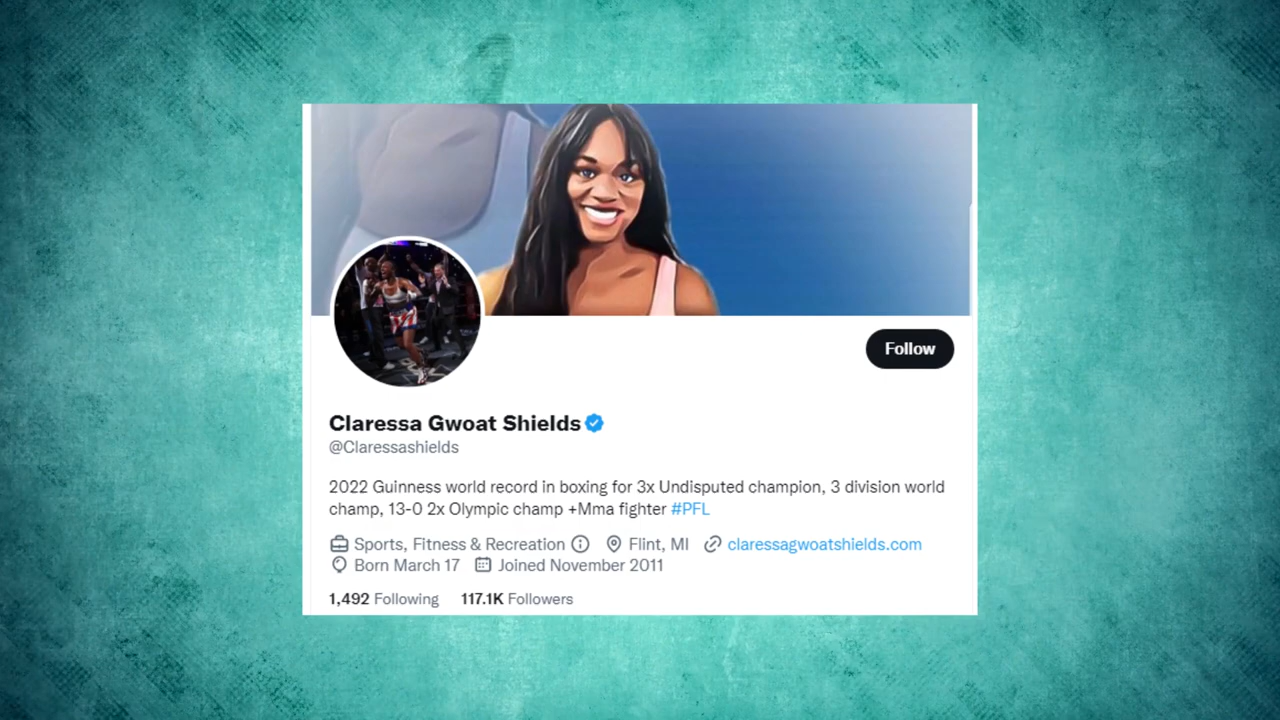 Follow
Claressa Gwoat Shields
@Claressashields
2022 Guinness world record in boxing for 3x Undisputed champion, 3 division world
champ, 13-0 2x Olympic champ +Mma fighter #PFL
Sports, Fitness & Recreation Flint, MI claressagwoatshields.com
Born March 17 Joined November 2011
1,492 Following 117.1K Followers